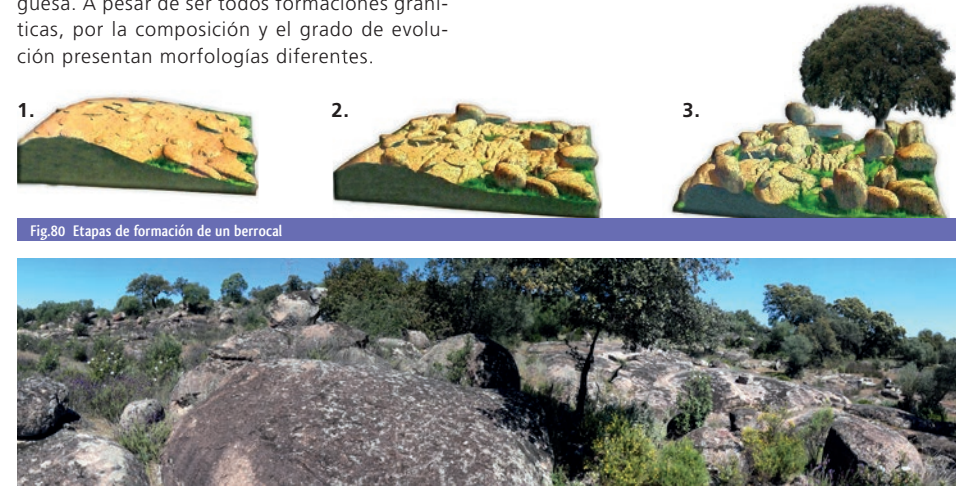 guesa. A pesar de ser todos formaciones graní-
ticas, por la composición y el grado de evolu-
ción presentan morfologías diferentes.
1.
2.
3.
Fig.80 Etapas de formación de un berrocal